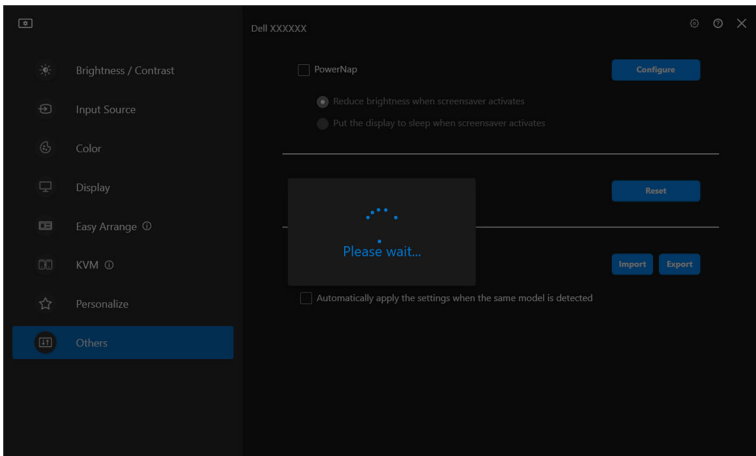 Dell XXXXXX
Brightness / Contrast
Input Source
Color
Display
Easy Arrange
KVM
Personalize
Others
PowerNap
Configure
Reduce brightness when screensaver activates
Put the display to sleep when screensaver activates
Reset
Please wait...
Import Export
Automatically apply the settings when the same model is detected